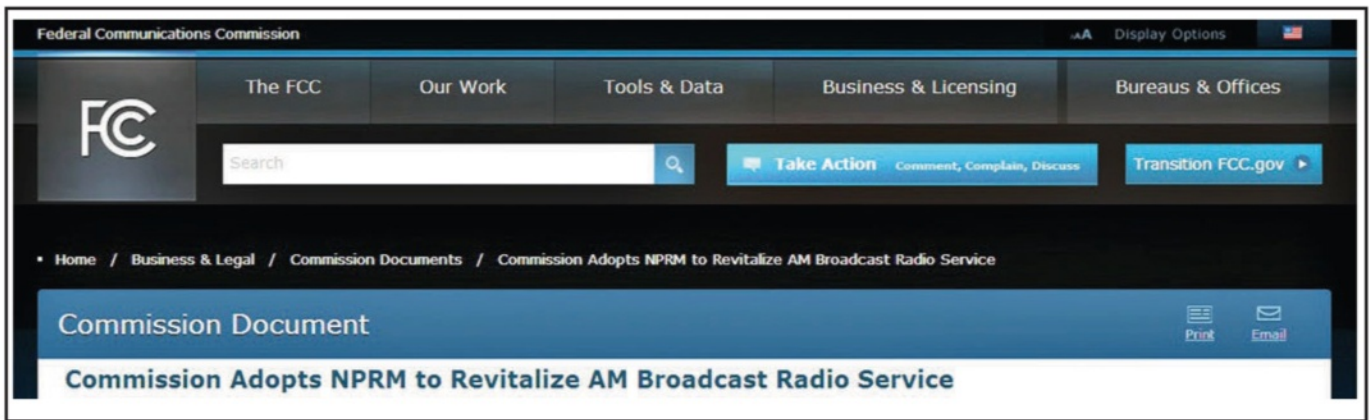 Federal Communications Commission
AA Display Options
FCC
The FCC Our Work Tools & Data Business & Licensing Bureaus & Offices
Search
Take Action Comment, Complain, Discuss
Transition FCC.gov
Home / Business & Legal / Commission Documents / Commission Adopts NPRM to Revitalize AM Broadcast Radio Service
Commission Document
Print Email
Commission Adopts NPRM to Revitalize AM Broadcast Radio Service